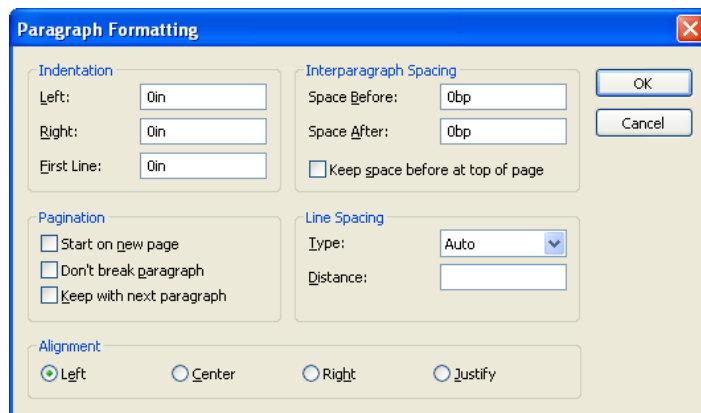 Paragraph Formatting
Indentation
Left: 0in
Right: 0in
First Line: 0in
Interparagraph Spacing
Space Before: 0bp
Space After: 0bp
Keep space before at top of page
OK
Cancel
Pagination
Start on new page
Don't break paragraph
Keep with next paragraph
Line Spacing
Type: Auto
Distance:
Alignment
Left Center Right Justify